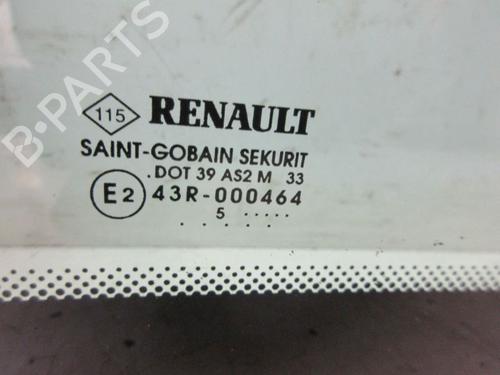 B-PARTS
115 RENAULT
SAINT-GOBAIN SEKURIT
.DOT 39 AS2 M 33
E2 43R-000464
5 .....
.....